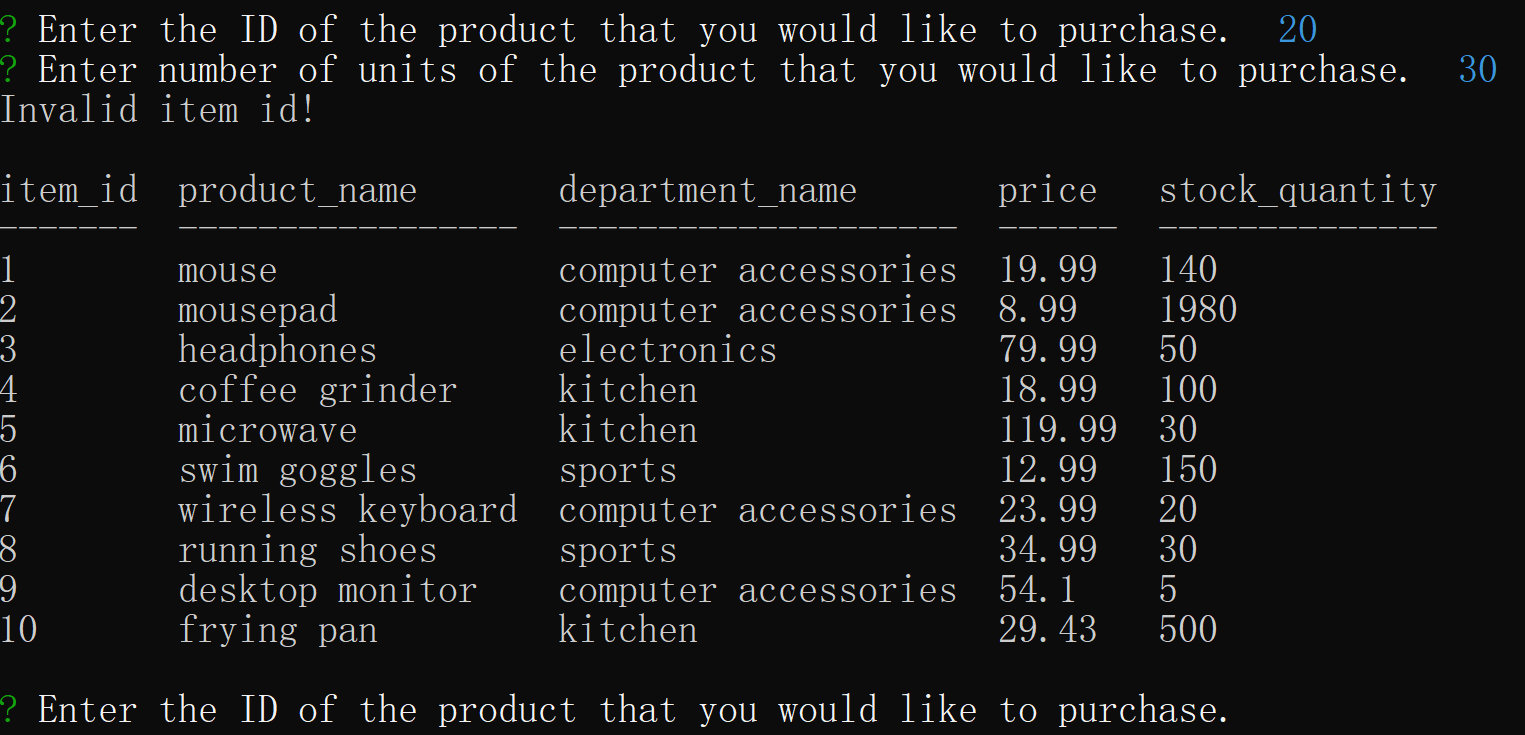 ? Enter the ID of the product that you would like to purchase.  20
? Enter number of units of the product that you would like to purchase.  30
Invalid item id!
item_id  product_name       department_name       price   stock_quantity
-------  -----------------  --------------------  ------  --------------
1        mouse              computer accessories  19.99   140
2        mousepad           computer accessories  8.99    1980
3        headphones         electronics           79.99   50
4        coffee grinder     kitchen               18.99   100
5        microwave          kitchen               119.99  30
6        swim goggles       sports                12.99   150
7        wireless keyboard  computer accessories  23.99   20
8        running shoes      sports                34.99   30
9        desktop monitor    computer accessories  54.1    5
10       frying pan         kitchen               29.43   500
? Enter the ID of the product that you would like to purchase.